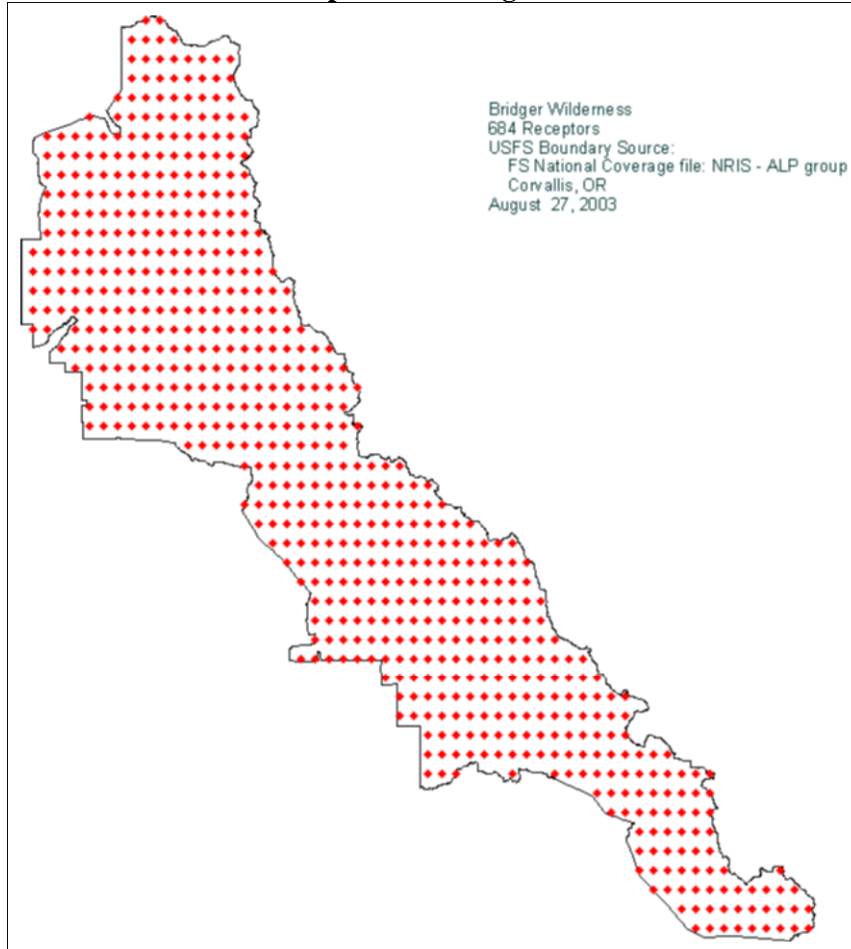 Bridger Wilderness
684 Receptors
USFS Boundary Source:
FS National Coverage file: NRIS - ALP group
Corvallis, OR
August 27, 2003